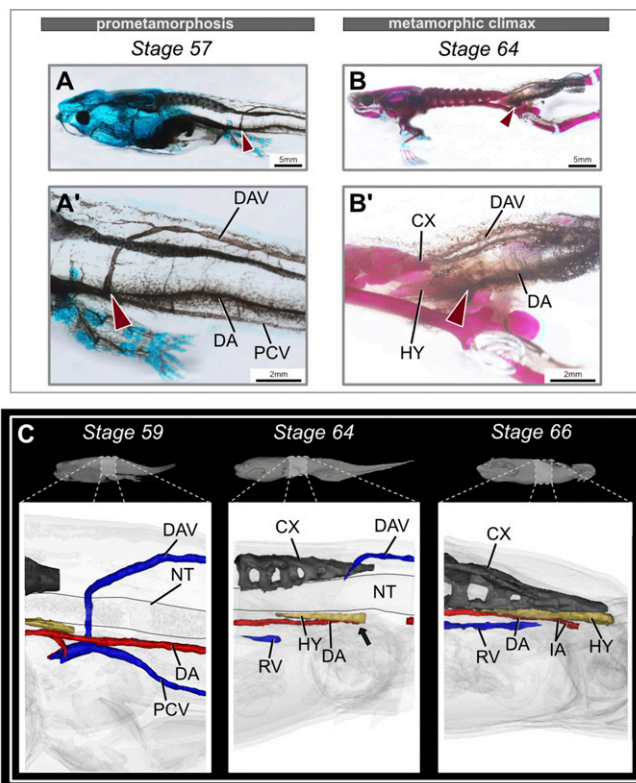 prometamorphosis
metamorphic climax
Stage 57
Stage 64
A
5mm
B
5mm
A'
DAV
DA
PCV
2mm
B'
CX
DAV
DA
HY
2mm
C
Stage 59
Stage 64
Stage 66
DAV
NT
DA
PCV
CX
DAV
NT
HY
DA
RV
CX
RV
DA
IA
HY